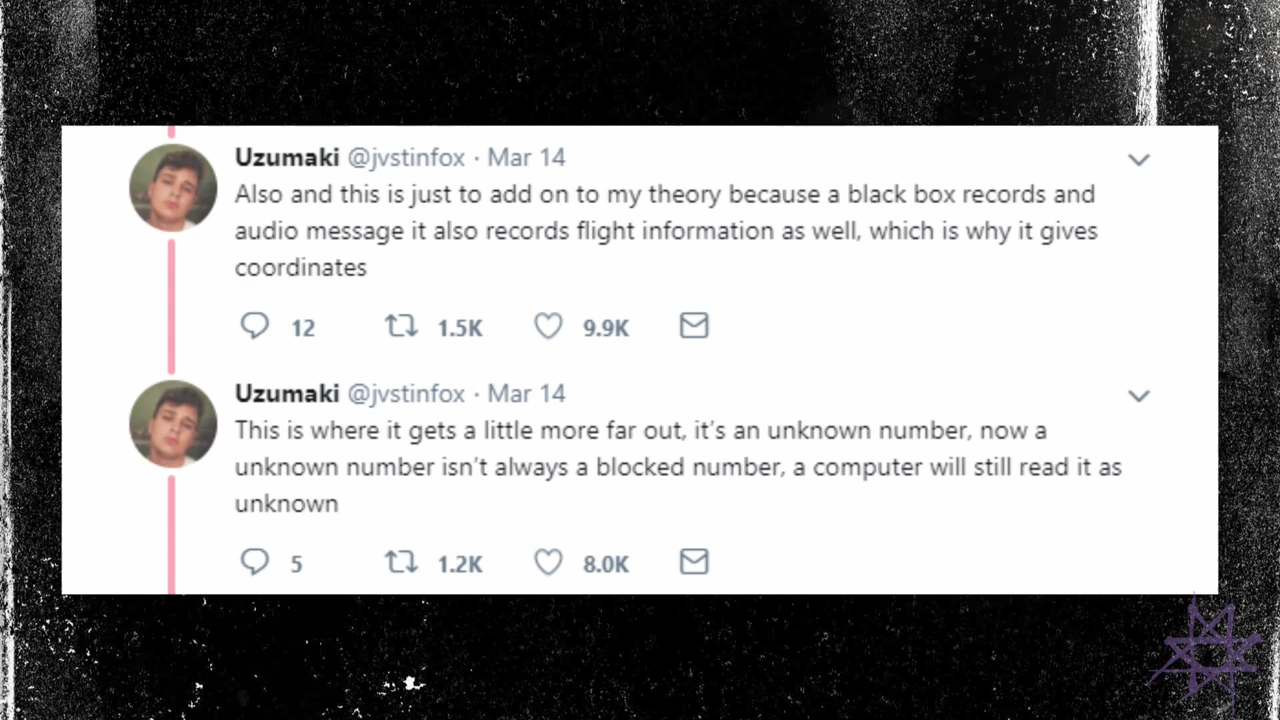 Uzumaki @jvstinfox · Mar 14
Also and this is just to add on to my theory because a black box records and
audio message it also records flight information as well, which is why it gives
coordinates
12 1.5K 9.9K
Uzumaki @jvstinfox · Mar 14
This is where it gets a little more far out, it’s an unknown number, now a
unknown number isn’t always a blocked number, a computer will still read it as
unknown
5 1.2K 8.0K